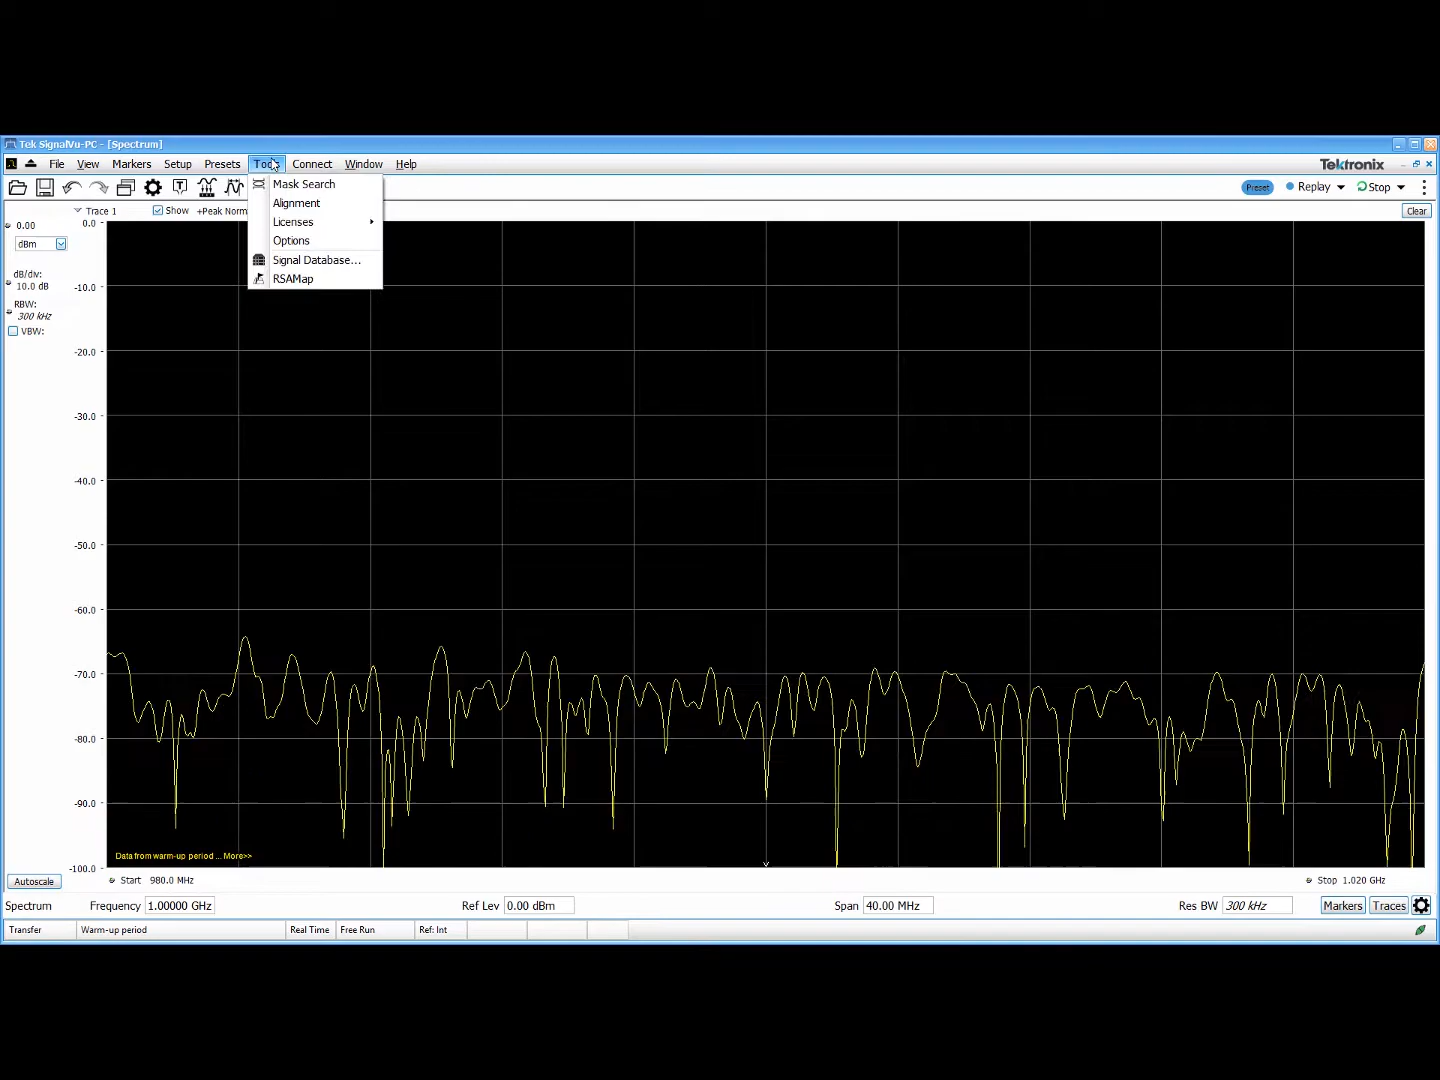 Tek SignalVu-PC - [Spectrum]
File View Markers Setup Presets Tools Connect Window Help
Tektronix
Preset Replay Stop
Trace 1 Show +Peak Norm
Clear
Mask Search
Alignment
Licenses
Options
Signal Database...
RSAMap
0.00
dBm
dB/div:
10.0 dB
RBW:
300 kHz
VBW:
0.0
-10.0
-20.0
-30.0
-40.0
-50.0
-60.0
-70.0
-80.0
-90.0
-100.0
Data from warm-up period ... More>>
Autoscale
Start 980.0 MHz
Stop 1.020 GHz
Spectrum Frequency 1.00000 GHz Ref Lev 0.00 dBm Span 40.00 MHz Res BW 300 kHz Markers Traces
Transfer Warm-up period Real Time Free Run Ref: Int